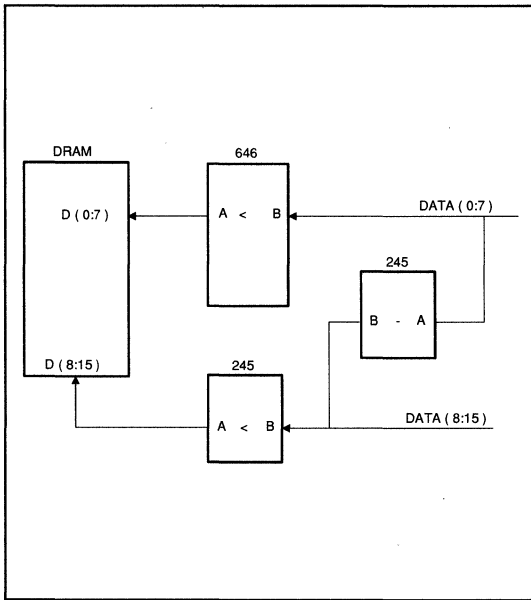 646
DRAM
DATA ( 0:7 )
D ( 0:7 )
A < B
245
B - A
D ( 8:15)
245
DATA ( 8:15)
A < B